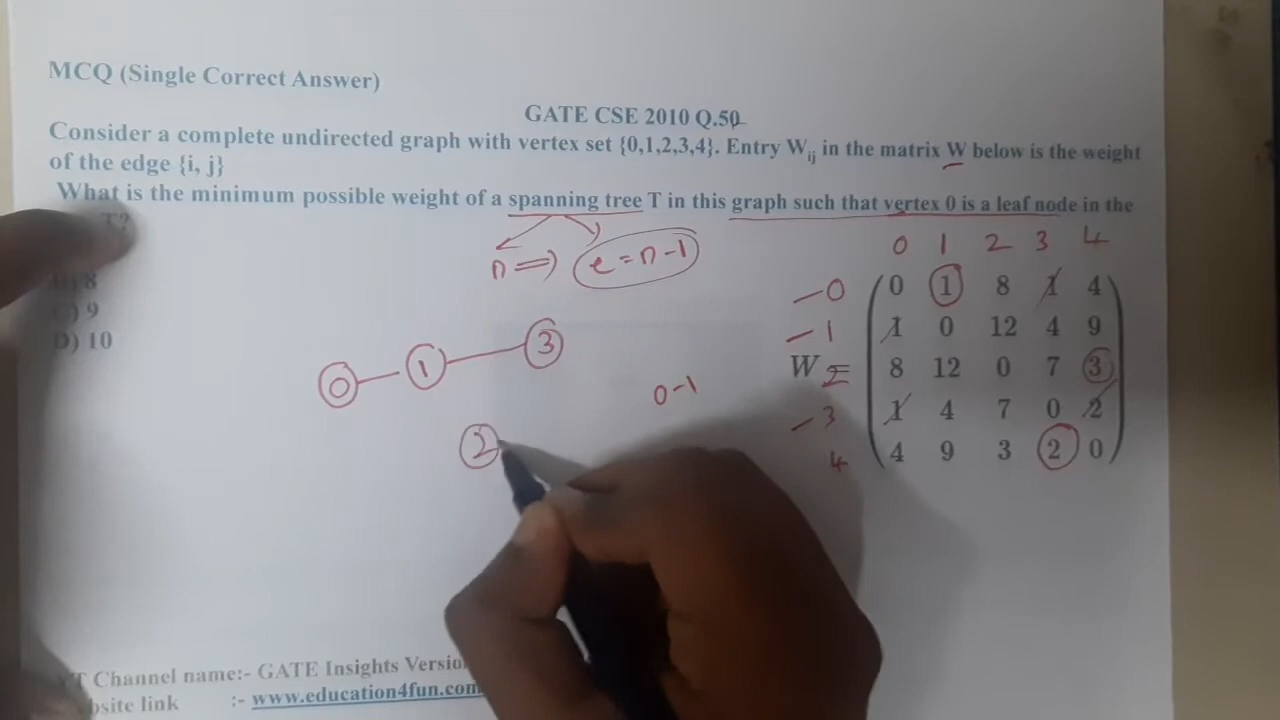 MCQ (Single Correct Answer)
GATE CSE 2010 Q.50
Consider a complete undirected graph with vertex set {0,1,2,3,4}. Entry Wij in the matrix W below is the weight
of the edge {i, j}
What is the minimum possible weight of a spanning tree T in this graph such that vertex 0 is a leaf node in the
T?
n ⟹ e = n-1
8
C) 9
D) 10
0 1 2 3 4
0 0 1 8 1 4
1 1 0 12 4 9
W = 2 8 12 0 7 3
3 1 4 7 0 2
4 4 9 3 2 0
0 1 3
0-1
2
Channel name:- GATE Insights Versio
site link :- www.education4fun.com